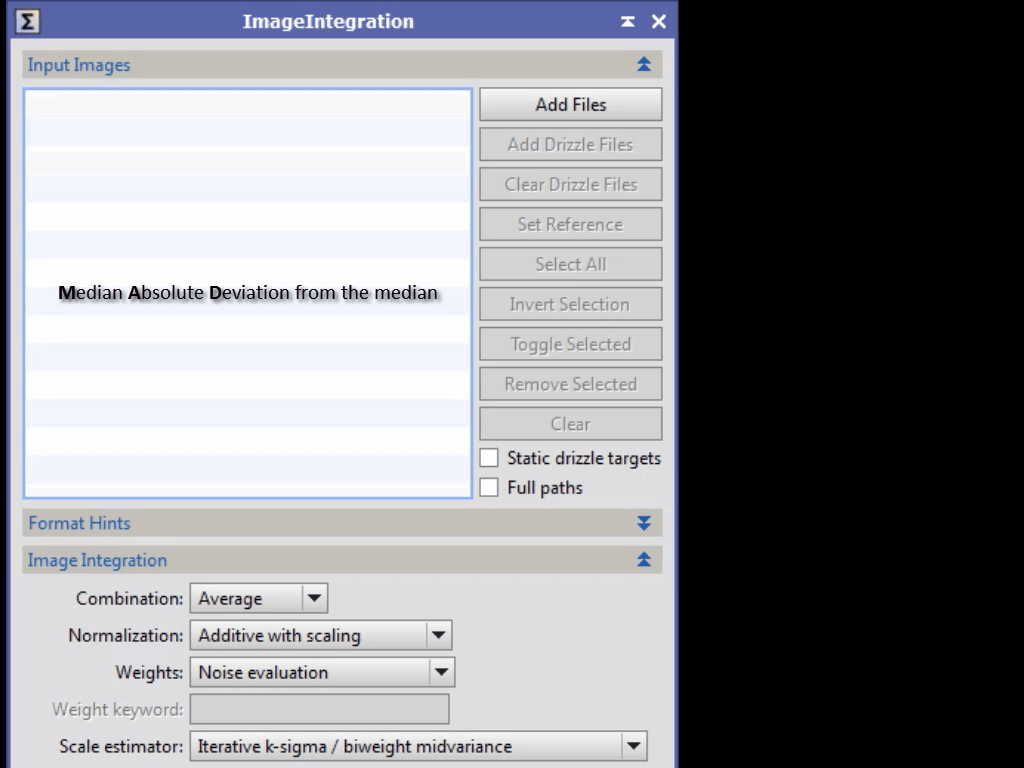 Σ ImageIntegration
Input Images
Add Files
Add Drizzle Files
Clear Drizzle Files
Set Reference
Select All
Invert Selection
Toggle Selected
Remove Selected
Clear
Static drizzle targets
Full paths
Median Absolute Deviation from the median
Format Hints
Image Integration
Combination: Average
Normalization: Additive with scaling
Weights: Noise evaluation
Weight keyword:
Scale estimator: Iterative k-sigma / biweight midvariance